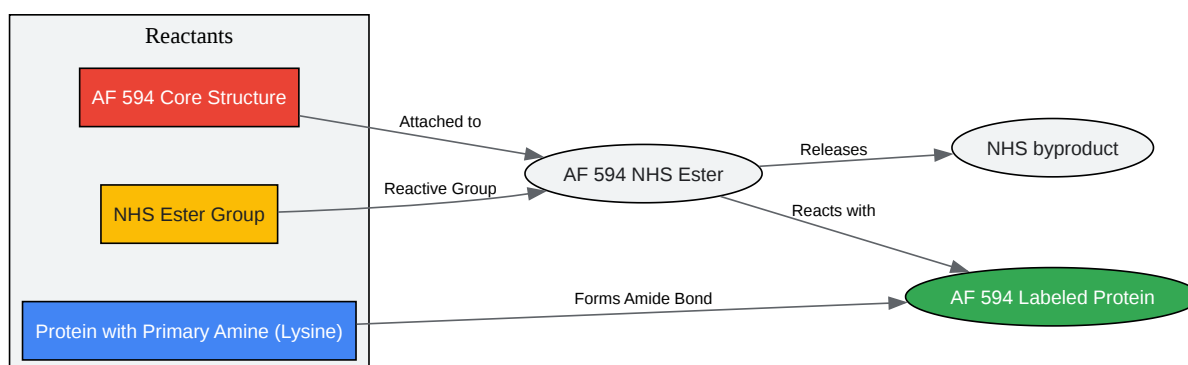 Reactants
AF 594 Core Structure
Attached to
NHS Ester Group
Reactive Group
Protein with Primary Amine (Lysine)
Forms Amide Bond
AF 594 NHS Ester
Releases
NHS byproduct
Reacts with
AF 594 Labeled Protein